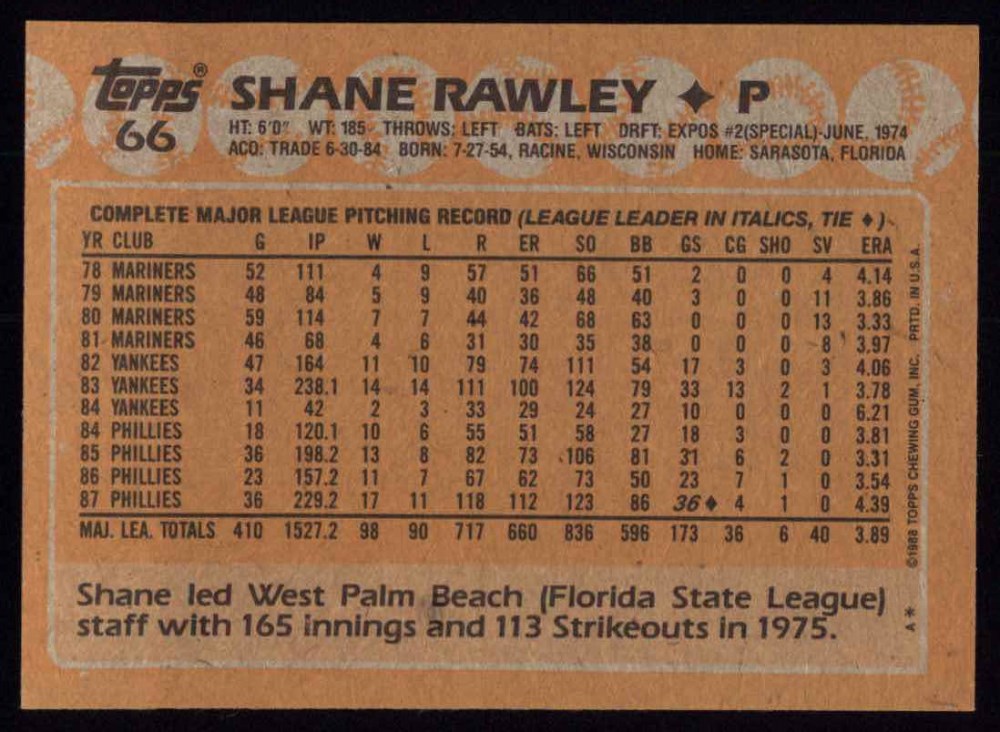 topps® SHANE RAWLEY ✦ P
66
HT: 6'0" WT: 185 THROWS: LEFT BATS: LEFT DRFT: EXPOS #2(SPECIAL)-JUNE, 1974
ACQ: TRADE 6-30-84 BORN: 7-27-54, RACINE, WISCONSIN HOME: SARASOTA, FLORIDA
COMPLETE MAJOR LEAGUE PITCHING RECORD (LEAGUE LEADER IN ITALICS, TIE ♦)
YR CLUB G IP W L R ER SO BB GS CG SHO SV ERA
78 MARINERS 52 111 4 9 57 51 66 51 2 0 0 4 4.14
79 MARINERS 48 84 5 9 40 36 48 40 3 0 0 11 3.86
80 MARINERS 59 114 7 7 44 42 68 63 0 0 0 13 3.33
81 MARINERS 46 68 4 6 31 30 35 38 0 0 0 8 3.97
82 YANKEES 47 164 11 10 79 74 111 54 17 3 0 3 4.06
83 YANKEES 34 238.1 14 14 111 100 124 79 33 13 2 1 3.78
84 YANKEES 11 42 2 3 33 29 24 27 10 0 0 0 6.21
84 PHILLIES 18 120.1 10 6 55 51 58 27 18 3 0 0 3.81
85 PHILLIES 36 198.2 13 8 82 73 106 81 31 6 2 0 3.31
86 PHILLIES 23 157.2 11 7 67 62 73 50 23 7 1 0 3.54
87 PHILLIES 36 229.2 17 11 118 112 123 86 36♦ 4 1 0 4.39
MAJ. LEA. TOTALS 410 1527.2 98 90 717 660 836 596 173 36 6 40 3.89
Shane led West Palm Beach (Florida State League)
staff with 165 innings and 113 Strikeouts in 1975.
©1988 TOPPS CHEWING GUM, INC. PRTD. IN U.S.A.
A*